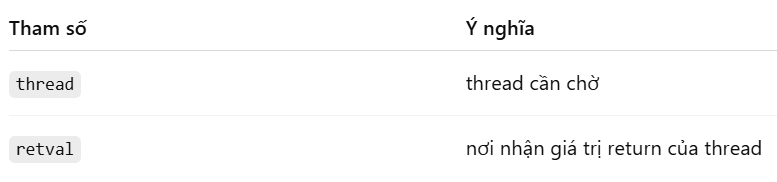 Tham số Ý nghĩa
thread thread cần chờ
retval nơi nhận giá trị return của thread